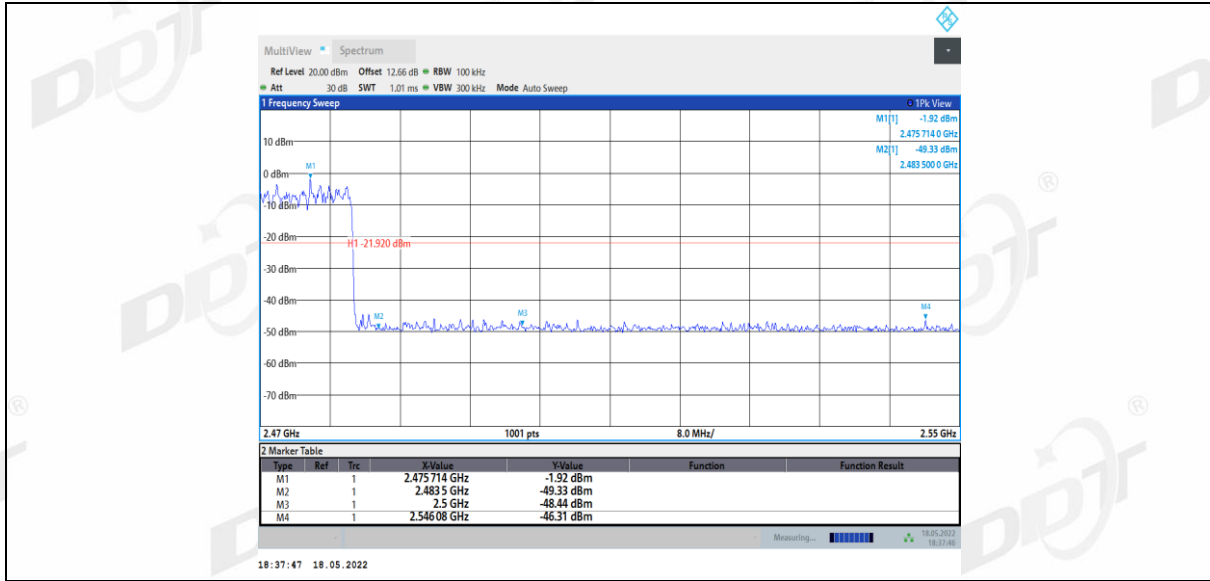 MultiView Spectrum
Ref Level 20.00 dBm Offset 12.66 dB RBW 100 kHz
Att 30 dB SWT 1.01 ms VBW 300 kHz Mode Auto Sweep
1 Frequency Sweep 1Pk View
M1[1] -1.92 dBm
2.475 714 0 GHz
M2[1] -49.33 dBm
2.483 500 0 GHz
10 dBm
M1
0 dBm
-10 dBm
-20 dBm
H1 -21.920 dBm
-30 dBm
-40 dBm
M2 M3 M4
-50 dBm
-60 dBm
-70 dBm
2.47 GHz 1001 pts 8.0 MHz/ 2.55 GHz
2 Marker Table
Type Ref Trc X-Value Y-Value Function Function Result
M1 1 2.475 714 GHz -1.92 dBm
M2 1 2.483 5 GHz -49.33 dBm
M3 1 2.5 GHz -48.44 dBm
M4 1 2.546 08 GHz -46.31 dBm
Measuring... 18.05.2022
18:37:46
18:37:47 18.05.2022
DDT
®